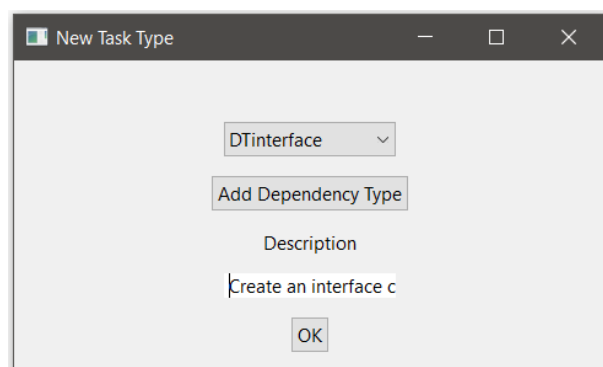 New Task Type
DTinterface
Add Dependency Type
Description
Create an interface c
OK